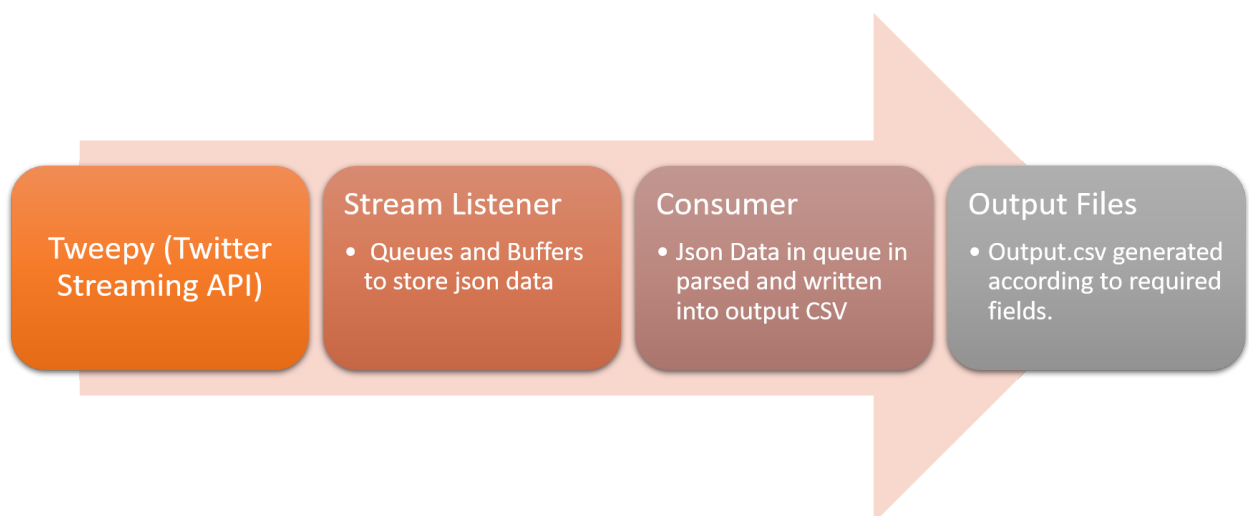 Tweepy (Twitter
Streaming API)
Stream Listener
• Queues and Buffers
to store json data
Consumer
• Json Data in queue in
parsed and written
into output CSV
Output Files
• Output.csv generated
according to required
fields.